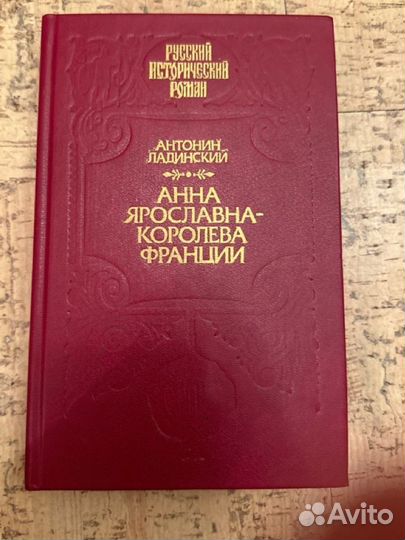 РУССКИЙ
ИСТОРИЧЕСКИЙ
РОМАН
АНТОНИН
ЛАДИНСКИЙ
АННА
ЯРОСЛАВНА-
КОРОЛЕВА
ФРАНЦИИ
Avito